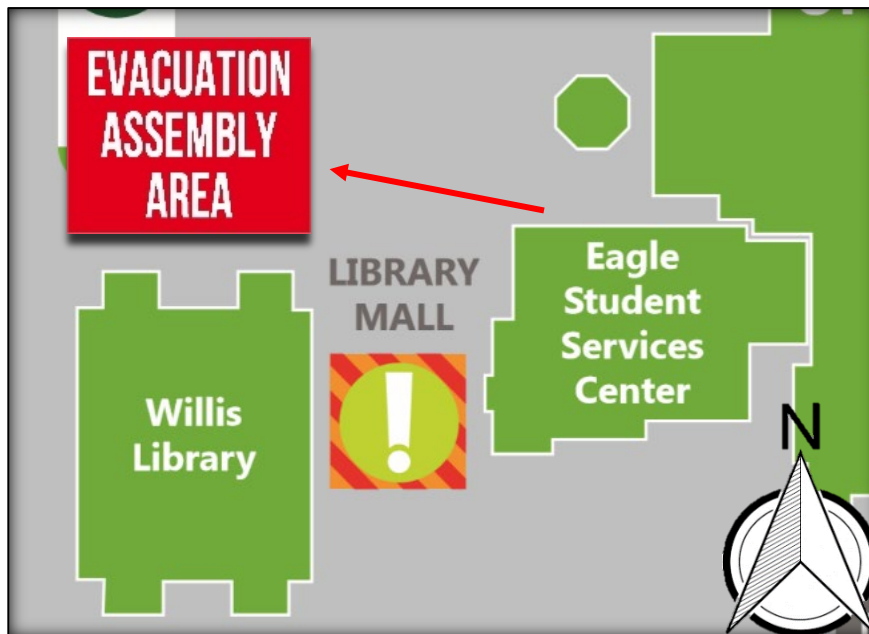 EVACUATION
ASSEMBLY
AREA
LIBRARY
MALL
Eagle
Student
Services
Center
!
Willis
Library
N